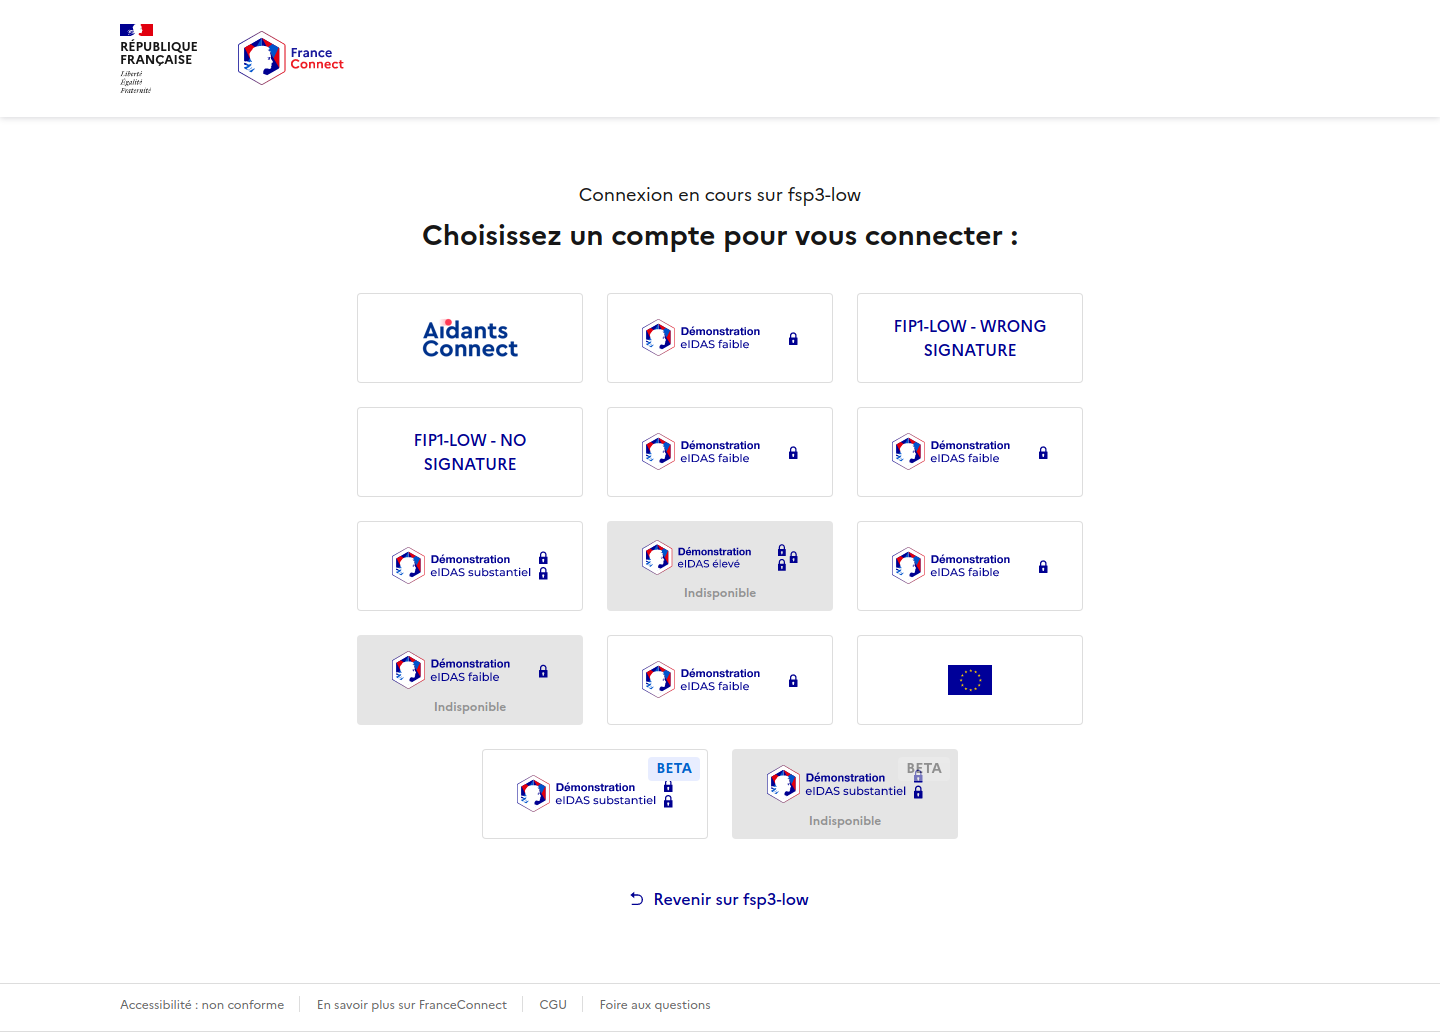 RÉPUBLIQUE
FRANÇAISE
Liberté
Égalité
Fraternité
France
Connect
Connexion en cours sur fsp3-low
Choisissez un compte pour vous connecter :
Aidants
Connect
Démonstration
eIDAS faible
FIP1-LOW - WRONG
SIGNATURE
FIP1-LOW - NO
SIGNATURE
Démonstration
eIDAS faible
Démonstration
eIDAS faible
Démonstration
eIDAS substantiel
Démonstration
eIDAS élevé
Indisponible
Démonstration
eIDAS faible
Démonstration
eIDAS faible
Indisponible
Démonstration
eIDAS faible
BETA
Démonstration
eIDAS substantiel
BETA
Démonstration
eIDAS substantiel
Indisponible
Revenir sur fsp3-low
Accessibilité : non conforme
En savoir plus sur FranceConnect
CGU
Foire aux questions